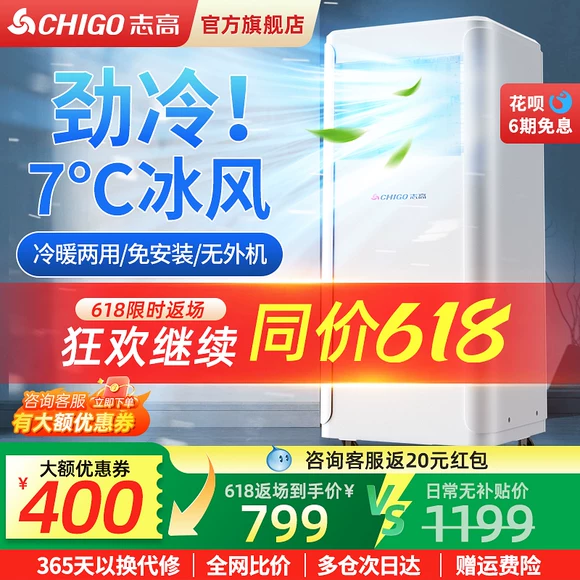 CHIGO志高 官方旗舰店
劲冷！
7℃冰风
冷暖两用/免安装/无外机
花呗
6期免息
CHIGO志高
618限时返场
狂欢继续
同价618
咨询客服 立即下单
有大额优惠券
咨询客服返20元红包
大额优惠券
¥400
618返场到手价¥
799
VS
日常无补贴价
1199
365天以换代修 全网比价 多仓次日达 赠运费险